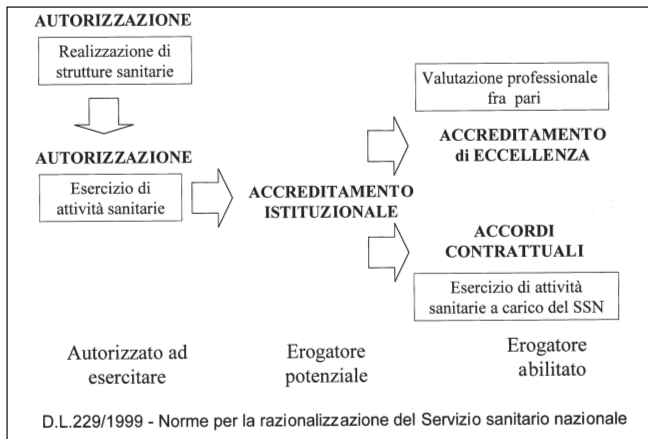 AUTORIZZAZIONE
Realizzazione di
strutture sanitarie
AUTORIZZAZIONE
Esercizio di
attività sanitarie
ACCREDITAMENTO
ISTITUZIONALE
Valutazione professionale
fra pari
ACCREDITAMENTO
di ECCELLENZA
ACCORDI
CONTRATTUALI
Esercizio di attività
sanitarie a carico del SSN
Autorizzato ad
esercitare
Erogatore
potenziale
Erogatore
abilitato
D.L.229/1999 - Norme per la razionalizzazione del Servizio sanitario nazionale